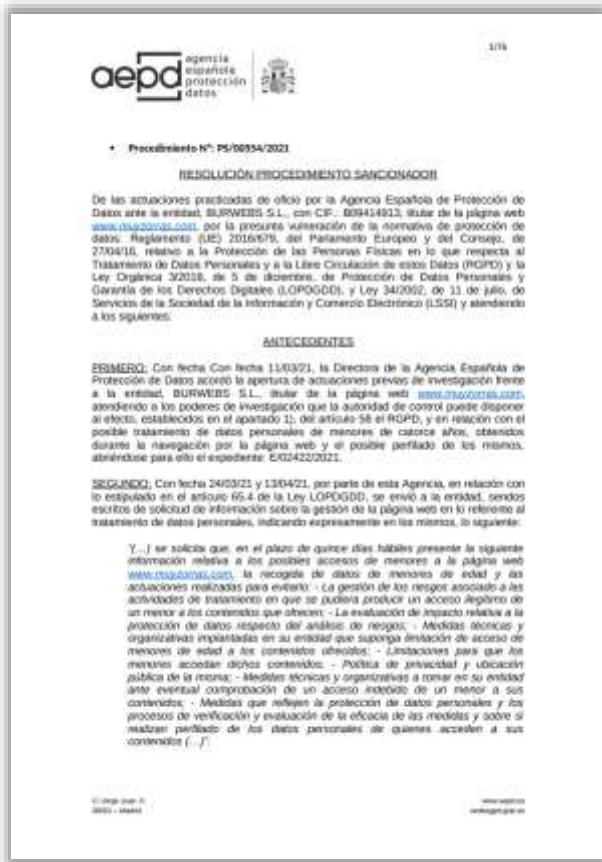 1/75
aepd agencia
española
protección
datos
• Procedimiento Nº: PS/00554/2021
RESOLUCIÓN PROCEDIMIENTO SANCIONADOR
De las actuaciones practicadas de oficio por la Agencia Española de Protección de
Datos ante la entidad, BURWEBS S.L., con CIF.: B09414913, titular de la página web
www.muyzorras.com, por la presunta vulneración de la normativa de protección de
datos: Reglamento (UE) 2016/679, del Parlamento Europeo y del Consejo, de
27/04/16, relativo a la Protección de las Personas Físicas en lo que respecta al
Tratamiento de Datos Personales y a la Libre Circulación de estos Datos (RGPD) y la
Ley Orgánica 3/2018, de 5 de diciembre, de Protección de Datos Personales y
Garantía de los Derechos Digitales (LOPDGDD), y Ley 34/2002, de 11 de julio, de
Servicios de la Sociedad de la Información y Comercio Electrónico (LSSI) y atendiendo
a los siguientes:
ANTECEDENTES
PRIMERO: Con fecha Con fecha 11/03/21, la Directora de la Agencia Española de
Protección de Datos acordó la apertura de actuaciones previas de investigación frente
a la entidad, BURWEBS S.L., titular de la página web www.muyzorras.com,
atendiendo a los poderes de investigación que la autoridad de control puede disponer
al efecto, establecidos en el apartado 1), del artículo 58 el RGPD, y en relación con el
posible tratamiento de datos personales de menores de catorce años, obtenidos
durante la navegación por la página web y el posible perfilado de los mismos,
abriéndose para ello el expediente: E/02422/2021.
SEGUNDO: Con fecha 24/03/21 y 13/04/21, por parte de esta Agencia, en relación con
lo estipulado en el artículo 65.4 de la Ley LOPDGDD, se envió a la entidad, sendos
escritos de solicitud de información sobre la gestión de la página web en lo referente al
tratamiento de datos personales, indicando expresamente en los mismos, lo siguiente:
"(…) se solicita que, en el plazo de quince días hábiles presente la siguiente
información relativa a los posibles accesos de menores a la página web
www.muyzorras.com, la recogida de datos de menores de edad y las
actuaciones realizadas para evitarlo: - La gestión de los riesgos asociado a las
actividades de tratamiento en que se pudiera producir un acceso ilegítimo de
un menor a los contenidos que ofrecen; - La evaluación de impacto relativa a la
protección de datos respecto del análisis de riesgos; - Medidas técnicas y
organizativas implantadas en su entidad que suponga limitación de acceso de
menores de edad a los contenidos ofrecidos; - Limitaciones para que los
menores accedan dichos contenidos; - Política de privacidad y ubicación
pública de la misma; - Medidas técnicas y organizativas a tomar en su entidad
ante eventual comprobación de un acceso indebido de un menor a sus
contenidos; - Medidas que reflejen la protección de datos personales y los
procesos de verificación y evaluación de la eficacia de las medidas y sobre si
realizan perfilado de los datos personales de quienes acceden a sus
contenidos (…)".
C/ Jorge Juan, 6
28001 – Madrid
www.aepd.es
sedeagpd.gob.es